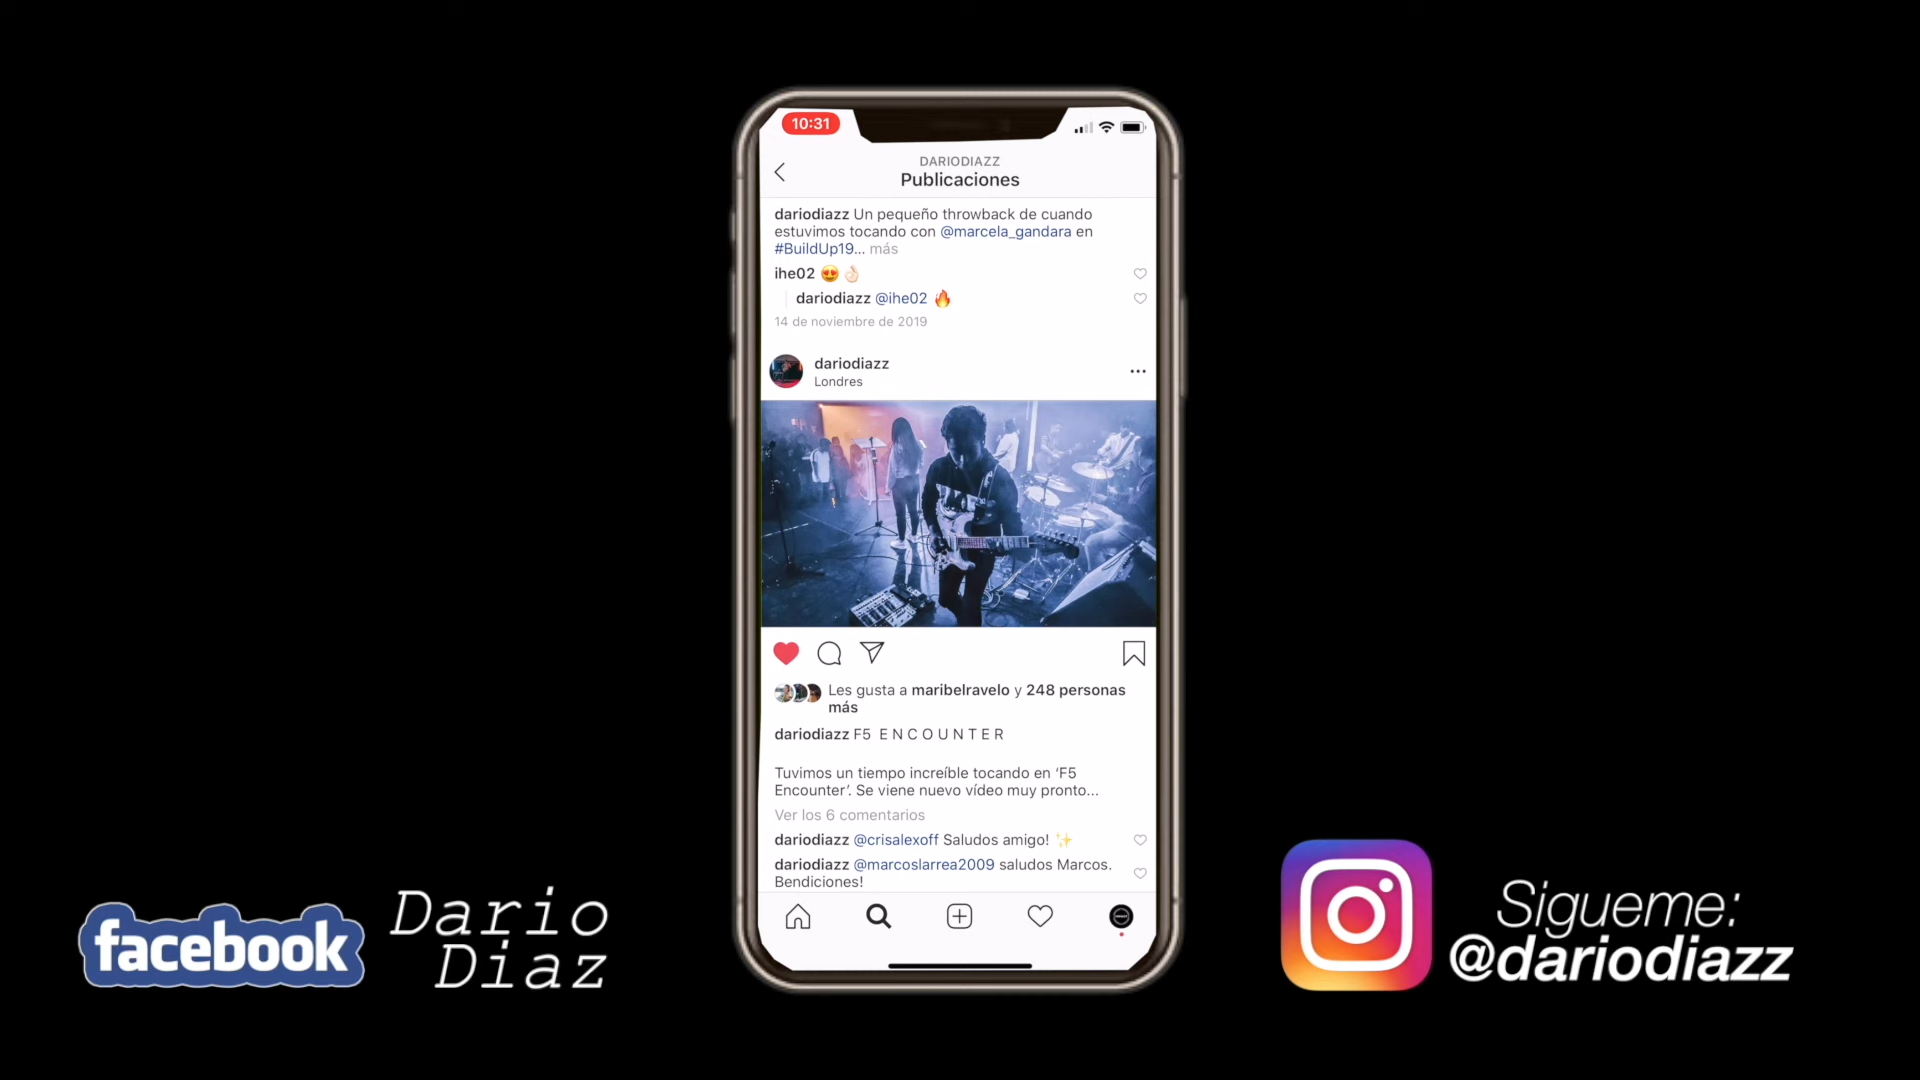 10:31
DARIODIAZZ
Publicaciones
dariodiazz Un pequeño throwback de cuando
estuvimos tocando con @marcela_gandara en
#BuildUp19... más
ihe02 😍👌🏻
dariodiazz @ihe02 🔥
14 de noviembre de 2019
dariodiazz
Londres
Les gusta a maribelravelo y 248 personas
más
dariodiazz F5 E N C O U N T E R
Tuvimos un tiempo increíble tocando en ‘F5
Encounter’. Se viene nuevo vídeo muy pronto...
Ver los 6 comentarios
dariodiazz @crisalexoff Saludos amigo! ✨
dariodiazz @marcoslarrea2009 saludos Marcos.
Bendiciones!
facebook
Dario
Diaz
Sigueme:
@dariodiazz